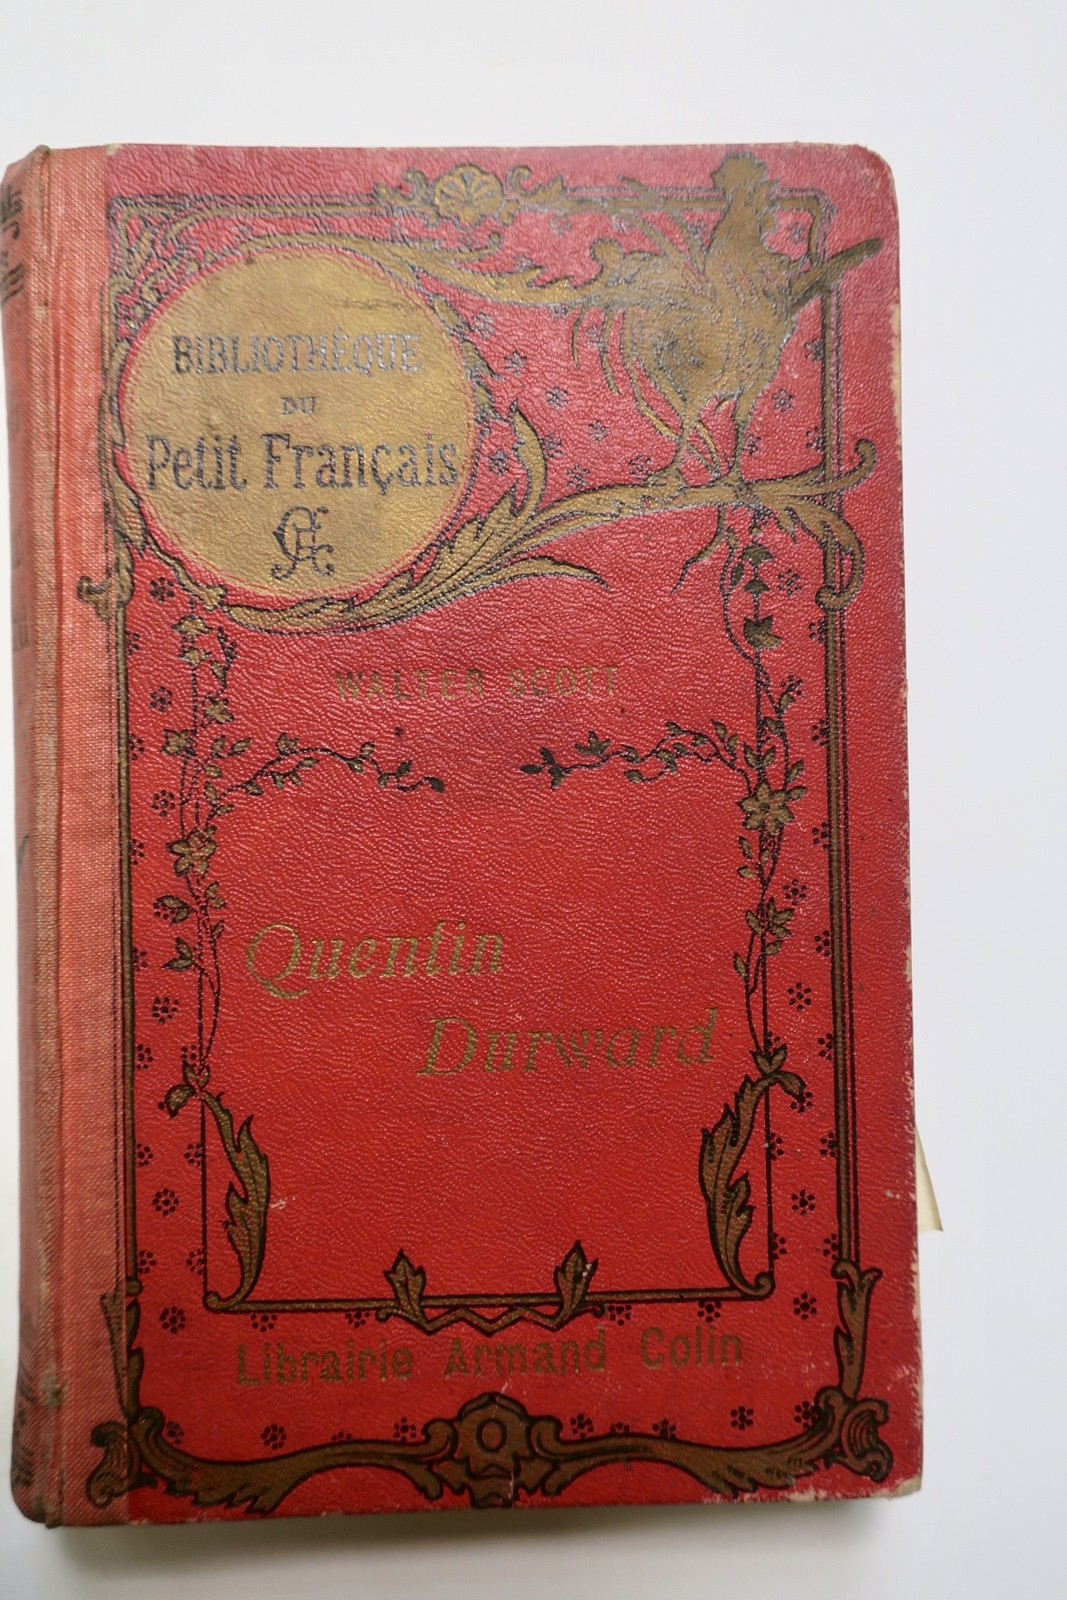 BIBLIOTHÈQUE
DU
Petit Français
AC
WALTER SCOTT
Quentin
Durward
Librairie Armand Colin